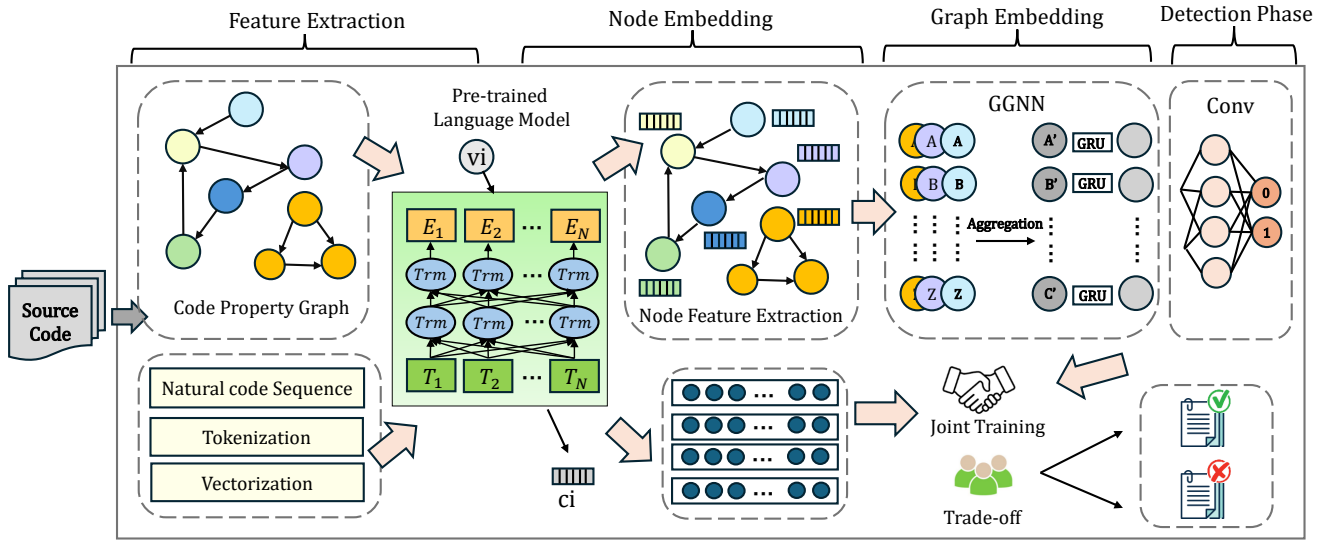 Feature Extraction
Node Embedding
Graph Embedding
Detection Phase
Source
Code
Code Property Graph
Natural code Sequence
Tokenization
Vectorization
Pre-trained
Language Model
vi
E1 E2 ... EN
Trm Trm ... Trm
Trm Trm ... Trm
T1 T2 ... TN
ci
Node Feature Extraction
... 
...
...
...
GGNN
A A A' GRU
B B B' GRU
Aggregation
Z Z C' GRU
Conv
0
1
Joint Training
Trade-off